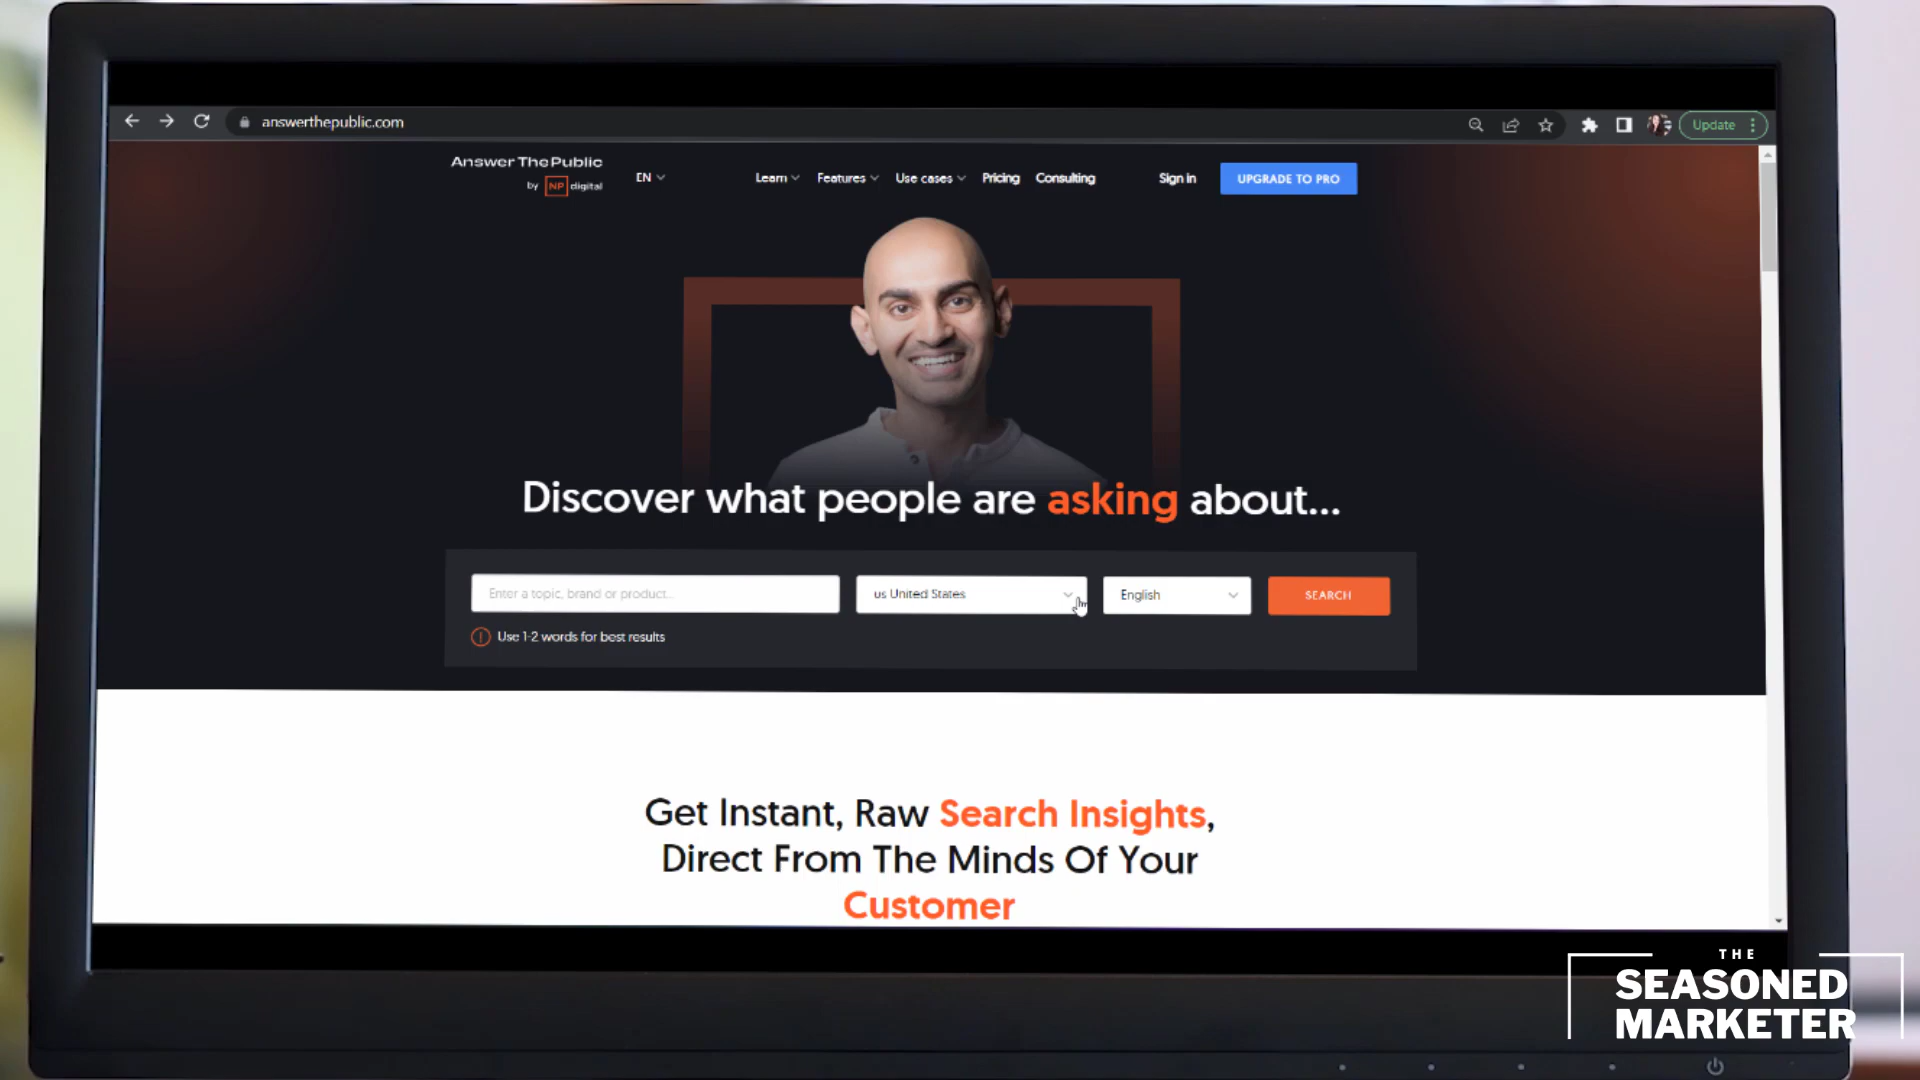 answerthepublic.com
Update
Answer The Public
by NP digital
EN
Learn
Features
Use cases
Pricing
Consulting
Sign in
UPGRADE TO PRO
Discover what people are asking about...
Enter a topic, brand or product...
us United States
English
SEARCH
Use 1-2 words for best results
Get Instant, Raw Search Insights,
Direct From The Minds Of Your
Customer
THE
SEASONED
MARKETER